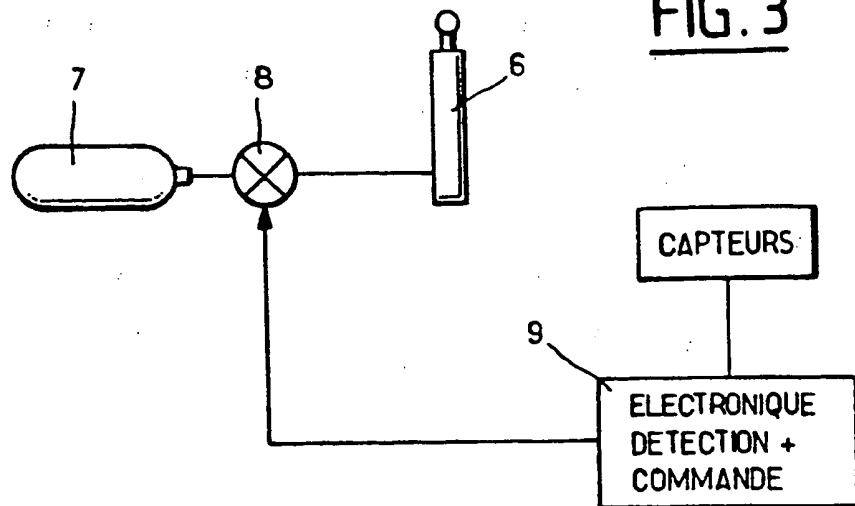 FIG. 3
7
8
6
CAPTEURS
9
ELECTRONIQUE
DETECTION +
COMMANDE